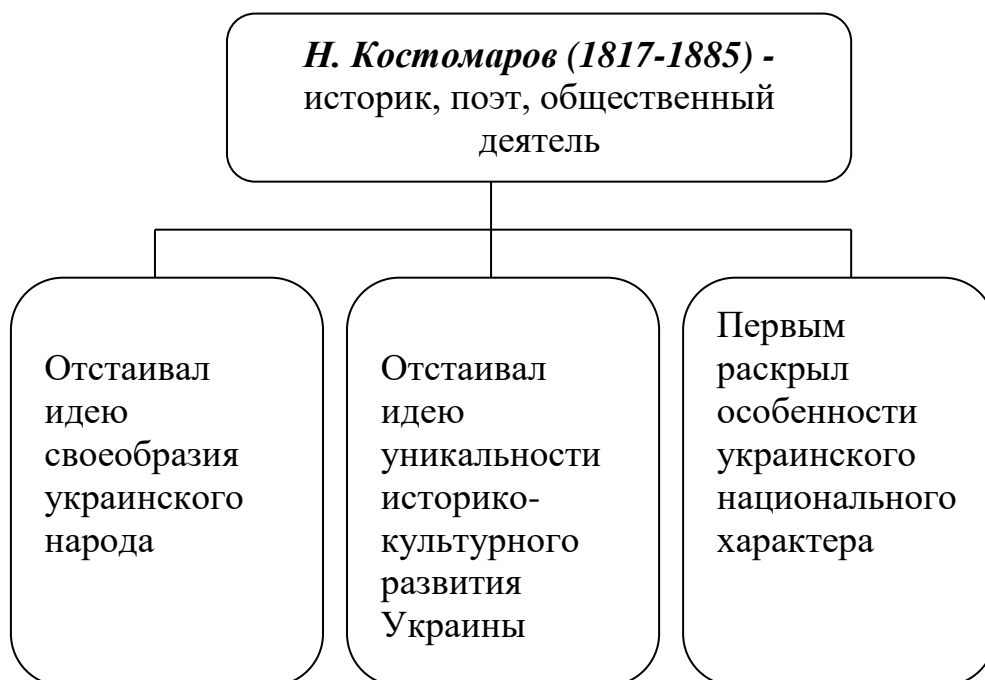 Н. Костомаров (1817-1885) -
историк, поэт, общественный
деятель
Отстаивал
идею
своеобразия
украинского
народа
Отстаивал
идею
уникальности
историко-
культурного
развития
Украины
Первым
раскрыл
особенности
украинского
национального
характера